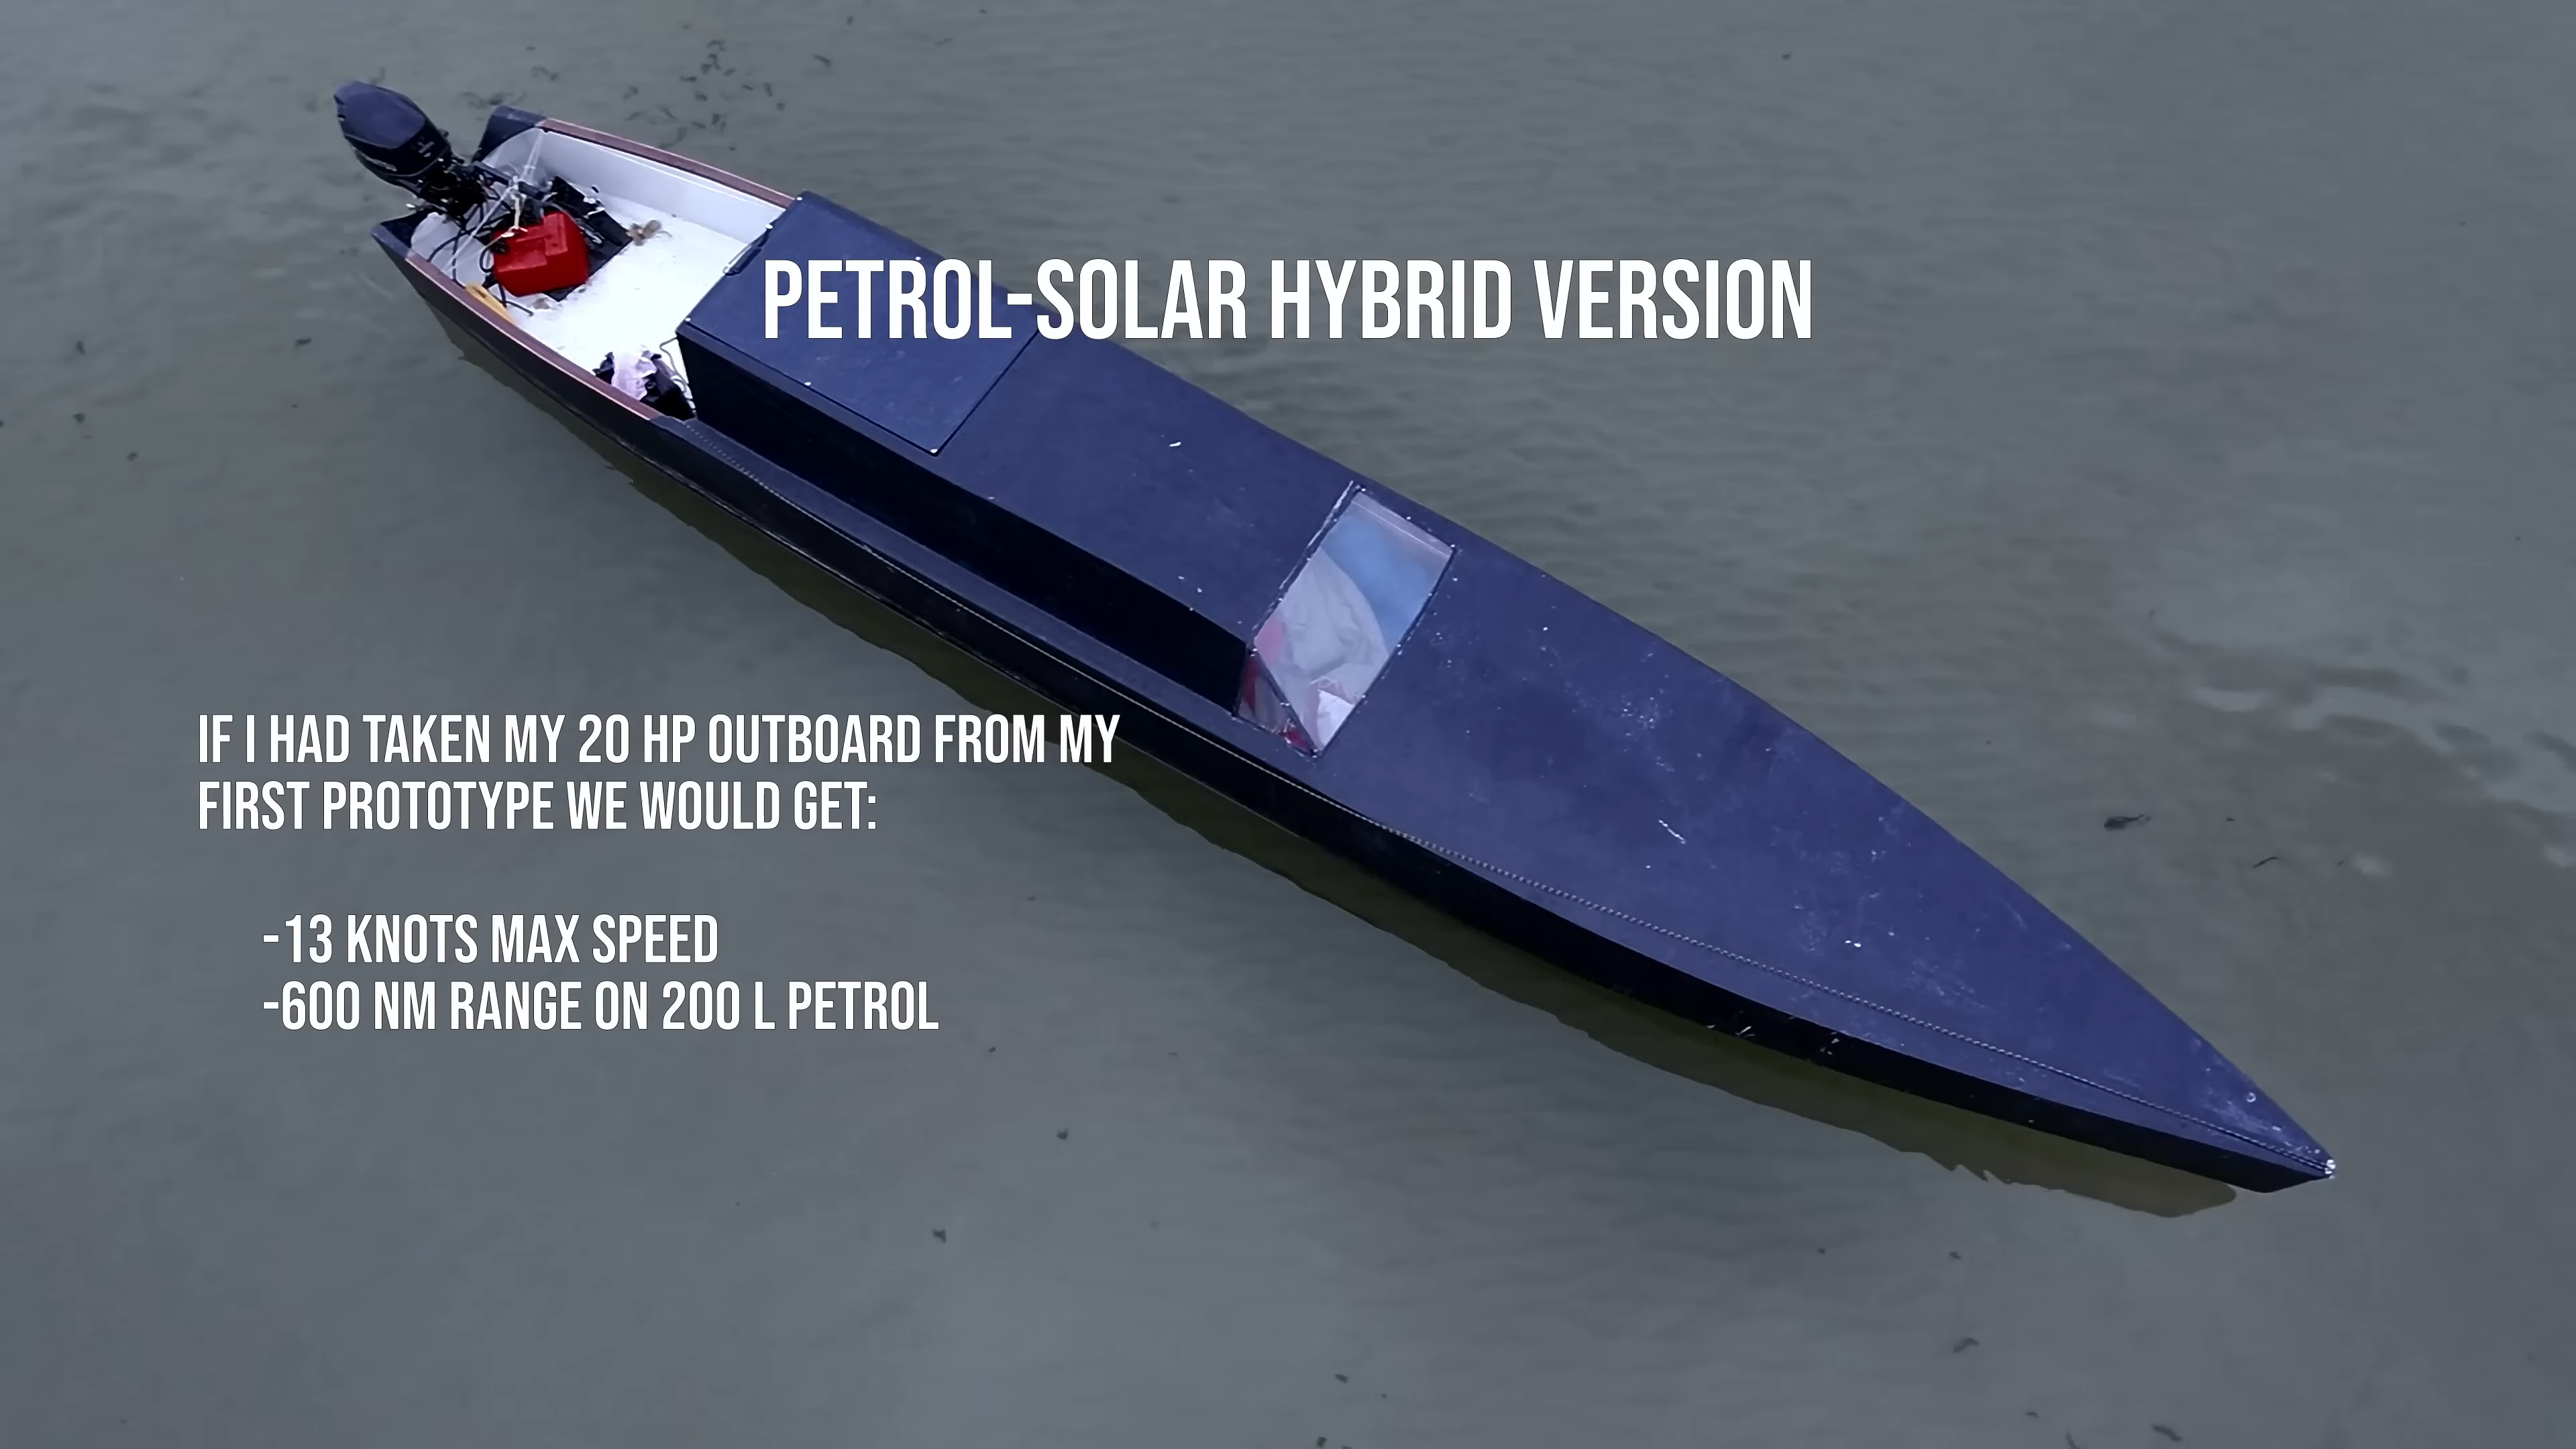 PETROL-SOLAR HYBRID VERSION
IF I HAD TAKEN MY 20 HP OUTBOARD FROM MY
FIRST PROTOTYPE WE WOULD GET:
-13 KNOTS MAX SPEED
-600 NM RANGE ON 200 L PETROL